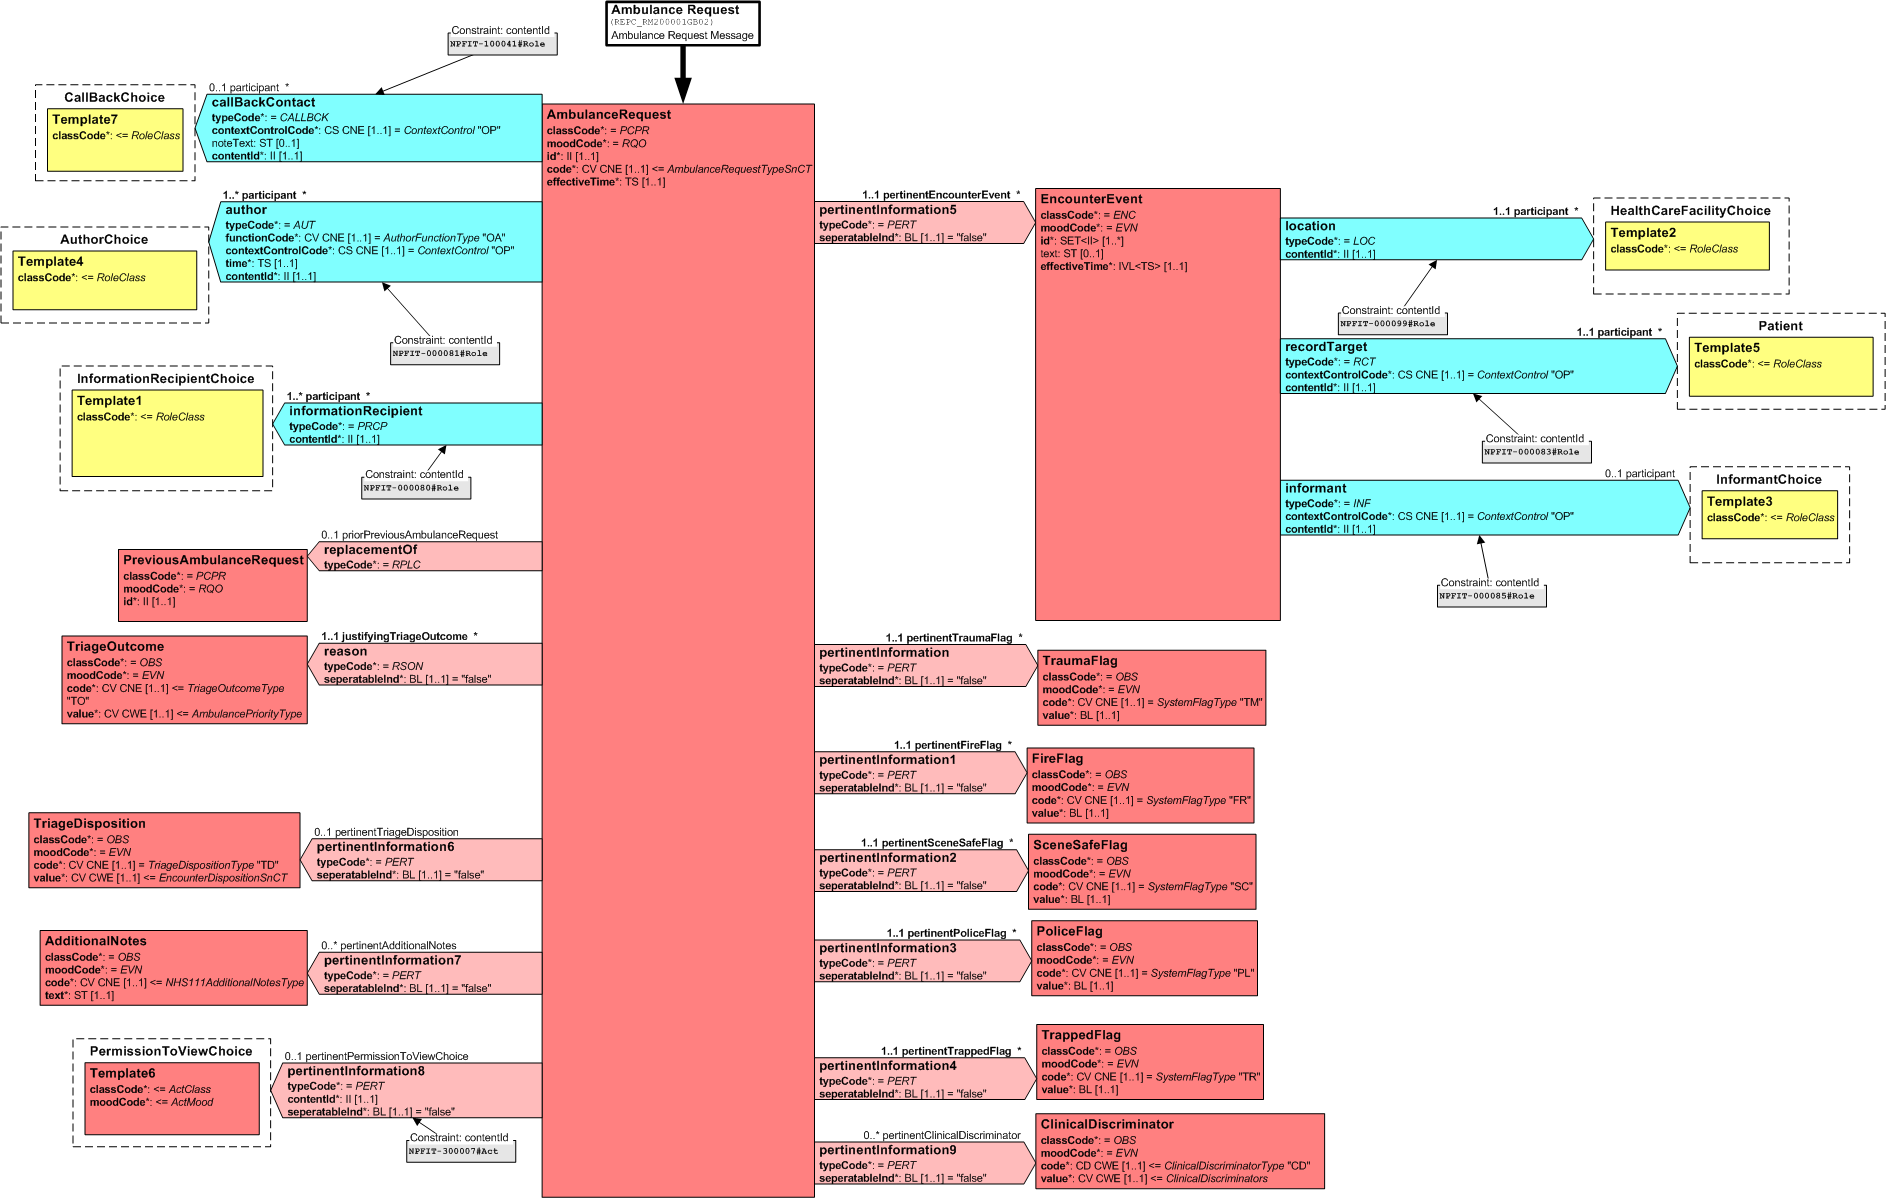 Ambulance Request
(REPC_RM200001GB02)
Ambulance Request Message
Constraint: contentId
NPFIT-100041#Role
0..1 participant *
CallBackChoice
Template7
classCode*: <= RoleClass
callBackContact
typeCode*: = CALLBCK
contextControlCode*: CS CNE [1..1] = ContextControl "OP"
noteText: ST [0..1]
contentId*: II [1..1]
AmbulanceRequest
classCode*: = PCPR
moodCode*: = RQO
id*: II [1..1]
code*: CV CNE [1..1] <= AmbulanceRequestTypeSnCT
effectiveTime*: TS [1..1]
1..* participant *
AuthorChoice
Template4
classCode*: <= RoleClass
author
typeCode*: = AUT
functionCode*: CV CNE [1..1] = AuthorFunctionType "OA"
contextControlCode*: CS CNE [1..1] = ContextControl "OP"
time*: TS [1..1]
contentId*: II [1..1]
Constraint: contentId
NPFIT-000081#Role
InformationRecipientChoice
Template1
classCode*: <= RoleClass
1..* participant *
informationRecipient
typeCode*: = PRCP
contentId*: II [1..1]
Constraint: contentId
NPFIT-000080#Role
0..1 priorPreviousAmbulanceRequest
replacementOf
typeCode*: = RPLC
PreviousAmbulanceRequest
classCode*: = PCPR
moodCode*: = RQO
id*: II [1..1]
1..1 justifyingTriageOutcome *
reason
typeCode*: = RSON
seperatableInd*: BL [1..1] = "false"
TriageOutcome
classCode*: = OBS
moodCode*: = EVN
code*: CV CNE [1..1] <= TriageOutcomeType
"TO"
value*: CV CWE [1..1] <= AmbulancePriorityType
0..1 pertinentTriageDisposition
pertinentInformation6
typeCode*: = PERT
seperatableInd*: BL [1..1] = "false"
TriageDisposition
classCode*: = OBS
moodCode*: = EVN
code*: CV CNE [1..1] = TriageDispositionType "TD"
value*: CV CWE [1..1] <= EncounterDispositionSnCT
0..* pertinentAdditionalNotes
pertinentInformation7
typeCode*: = PERT
seperatableInd*: BL [1..1] = "false"
AdditionalNotes
classCode*: = OBS
moodCode*: = EVN
code*: CV CNE [1..1] <= NHS111AdditionalNotesType
text*: ST [1..1]
0..1 pertinentPermissionToViewChoice
pertinentInformation8
typeCode*: = PERT
contentId*: II [1..1]
seperatableInd*: BL [1..1] = "false"
PermissionToViewChoice
Template6
classCode*: <= ActClass
moodCode*: <= ActMood
Constraint: contentId
NPFIT-300007#Act
1..1 pertinentEncounterEvent *
pertinentInformation5
typeCode*: = PERT
seperatableInd*: BL [1..1] = "false"
EncounterEvent
classCode*: = ENC
moodCode*: = EVN
id*: SET<II> [1..*]
text: ST [0..1]
effectiveTime*: IVL<TS> [1..1]
1..1 participant *
location
typeCode*: = LOC
contentId*: II [1..1]
HealthCareFacilityChoice
Template2
classCode*: <= RoleClass
Constraint: contentId
NPFIT-000099#Role
1..1 participant *
recordTarget
typeCode*: = RCT
contextControlCode*: CS CNE [1..1] = ContextControl "OP"
contentId*: II [1..1]
Patient
Template5
classCode*: <= RoleClass
Constraint: contentId
NPFIT-000083#Role
0..1 participant
informant
typeCode*: = INF
contextControlCode*: CS CNE [1..1] = ContextControl "OP"
contentId*: II [1..1]
InformantChoice
Template3
classCode*: <= RoleClass
Constraint: contentId
NPFIT-000085#Role
1..1 pertinentTraumaFlag *
pertinentInformation
typeCode*: = PERT
seperatableInd*: BL [1..1] = "false"
TraumaFlag
classCode*: = OBS
moodCode*: = EVN
code*: CV CNE [1..1] = SystemFlagType "TM"
value*: BL [1..1]
1..1 pertinentFireFlag *
pertinentInformation1
typeCode*: = PERT
seperatableInd*: BL [1..1] = "false"
FireFlag
classCode*: = OBS
moodCode*: = EVN
code*: CV CNE [1..1] = SystemFlagType "FR"
value*: BL [1..1]
1..1 pertinentSceneSafeFlag *
pertinentInformation2
typeCode*: = PERT
seperatableInd*: BL [1..1] = "false"
SceneSafeFlag
classCode*: = OBS
moodCode*: = EVN
code*: CV CNE [1..1] = SystemFlagType "SC"
value*: BL [1..1]
1..1 pertinentPoliceFlag *
pertinentInformation3
typeCode*: = PERT
seperatableInd*: BL [1..1] = "false"
PoliceFlag
classCode*: = OBS
moodCode*: = EVN
code*: CV CNE [1..1] = SystemFlagType "PL"
value*: BL [1..1]
1..1 pertinentTrappedFlag *
pertinentInformation4
typeCode*: = PERT
seperatableInd*: BL [1..1] = "false"
TrappedFlag
classCode*: = OBS
moodCode*: = EVN
code*: CV CNE [1..1] = SystemFlagType "TR"
value*: BL [1..1]
0..* pertinentClinicalDiscriminator
pertinentInformation9
typeCode*: = PERT
seperatableInd*: BL [1..1] = "false"
ClinicalDiscriminator
classCode*: = OBS
moodCode*: = EVN
code*: CD CWE [1..1] <= ClinicalDiscriminatorType "CD"
value*: CV CWE [1..1] <= ClinicalDiscriminators